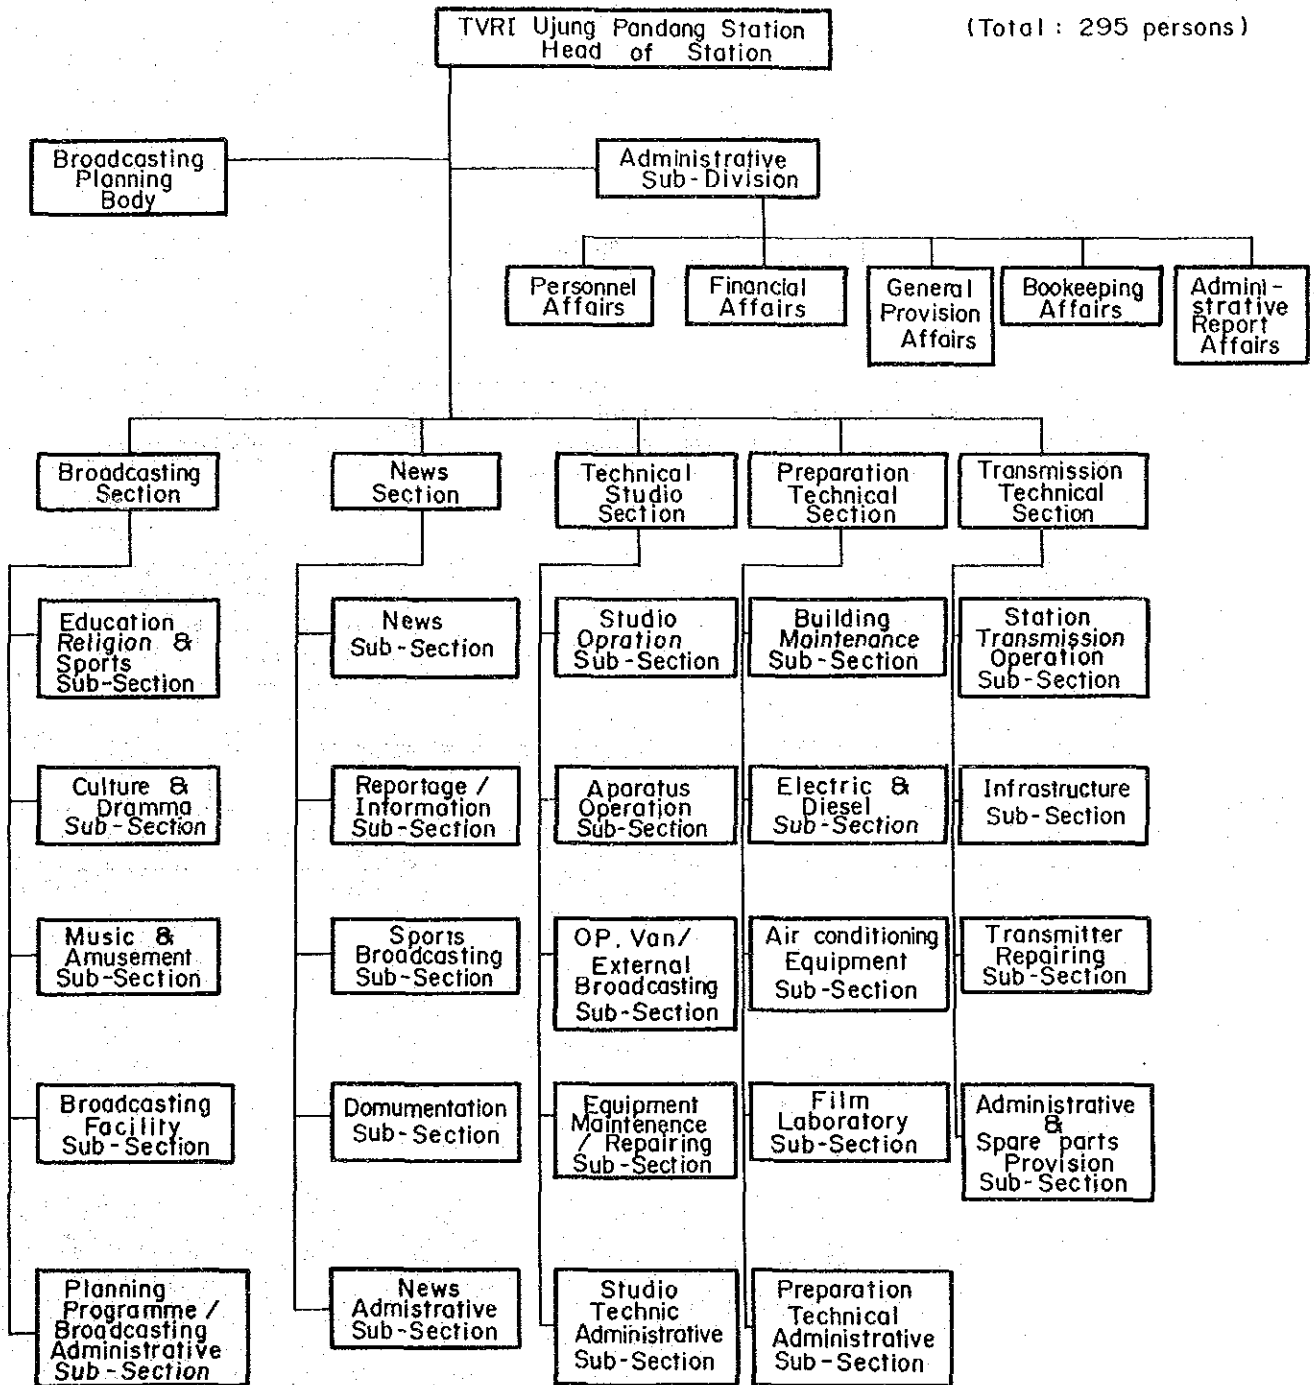 TVRI Ujung Pandang Station
Head of Station
(Total : 295 persons)
Broadcasting
Planning
Body
Administrative
Sub-Division
Personnel
Affairs
Financial
Affairs
General
Provision
Affairs
Bookeeping
Affairs
Admini-
strative
Report
Affairs
Broadcasting
Section
News
Section
Technical
Studio
Section
Preparation
Technical
Section
Transmission
Technical
Section
Education
Religion &
Sports
Sub-Section
News
Sub-Section
Studio
Opration
Sub-Section
Building
Maintenance
Sub-Section
Station
Transmission
Operation
Sub-Section
Culture &
Dramma
Sub-Section
Reportage /
Information
Sub-Section
Aparatus
Operation
Sub-Section
Electric &
Diesel
Sub-Section
Infrastructure
Sub-Section
Music &
Amusement
Sub-Section
Sports
Broadcasting
Sub-Section
OP. Van/
External
Broadcasting
Sub-Section
Air conditioning
Equipment
Sub-Section
Transmitter
Repairing
Sub-Section
Broadcasting
Facility
Sub-Section
Domumentation
Sub-Section
Equipment
Maintenence
/ Repairing
Sub-Section
Film
Laboratory
Sub-Section
Administrative
&
Spare parts
Provision
Sub-Section
Planning
Programme /
Broadcasting
Administrative
Sub-Section
News
Admistrative
Sub-Section
Studio
Technic
Administrative
Sub-Section
Preparation
Technical
Administrative
Sub-Section